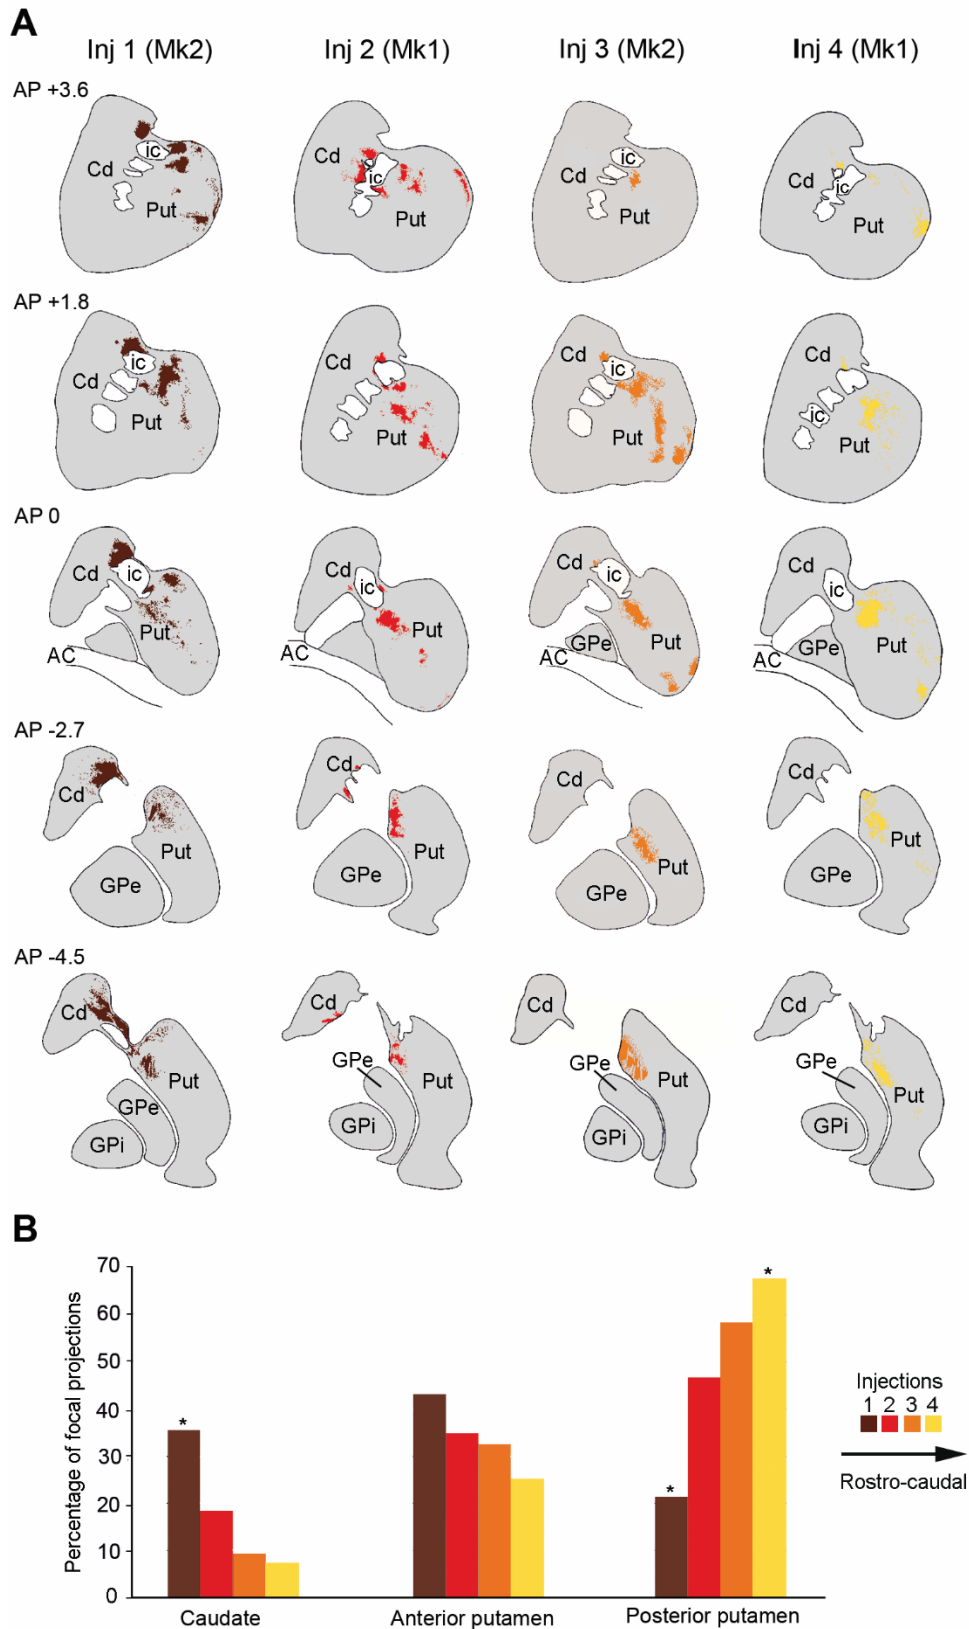 A
Inj 1 (Mk2) Inj 2 (Mk1) Inj 3 (Mk2) Inj 4 (Mk1)
AP +3.6
ic ic ic ic
Cd Cd Cd Cd
Put Put Put Put
AP +1.8
Cd ic Cd Cd ic Cd
ic
Put Put Put Put
AP 0
Cd ic Cd ic Cd ic Cd ic
Put Put Put Put
AC AC AC GPe AC GPe
AP -2.7
Cd Cd Cd Cd
Put Put Put Put
GPe GPe GPe GPe
AP -4.5
Cd Cd Cd Cd
GPe GPe GPe
Put Put Put Put
GPe
GPi GPi GPi GPi
B
Percentage of focal projections
70
60
50
40
30
20
10
0
* * *
Caudate Anterior putamen Posterior putamen
Injections
1 2 3 4
Rostro-caudal